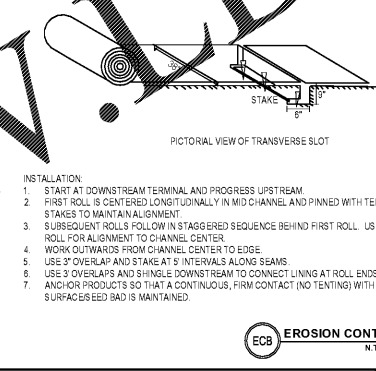 STAKE
9"
6"
PICTORIAL VIEW OF TRANSVERSE SLOT
INSTALLATION:
1. START AT DOWNSTREAM TERMINAL AND PROGRESS UPSTREAM.
2. FIRST ROLL IS CENTERED LONGITUDINALLY IN MID CHANNEL AND PINNED WITH TE
STAKES TO MAINTAIN ALIGNMENT.
3. SUBSEQUENT ROLLS FOLLOW IN STAGGERED SEQUENCE BEHIND FIRST ROLL. US
ROLL FOR ALIGNMENT TO CHANNEL CENTER.
4. WORK OUTWARDS FROM CHANNEL CENTER TO EDGE.
5. USE 3" OVERLAP AND STAKE AT 5' INTERVALS ALONG SEAMS.
6. USE 3' OVERLAPS AND SHINGLE DOWNSTREAM TO CONNECT LINING AT ROLL ENDS
7. ANCHOR PRODUCTS SO THAT A CONTINUOUS, FIRM CONTACT (NO TENTING) WITH
SURFACE/SEED BAD IS MAINTAINED.
ECB EROSION CONT
N.T